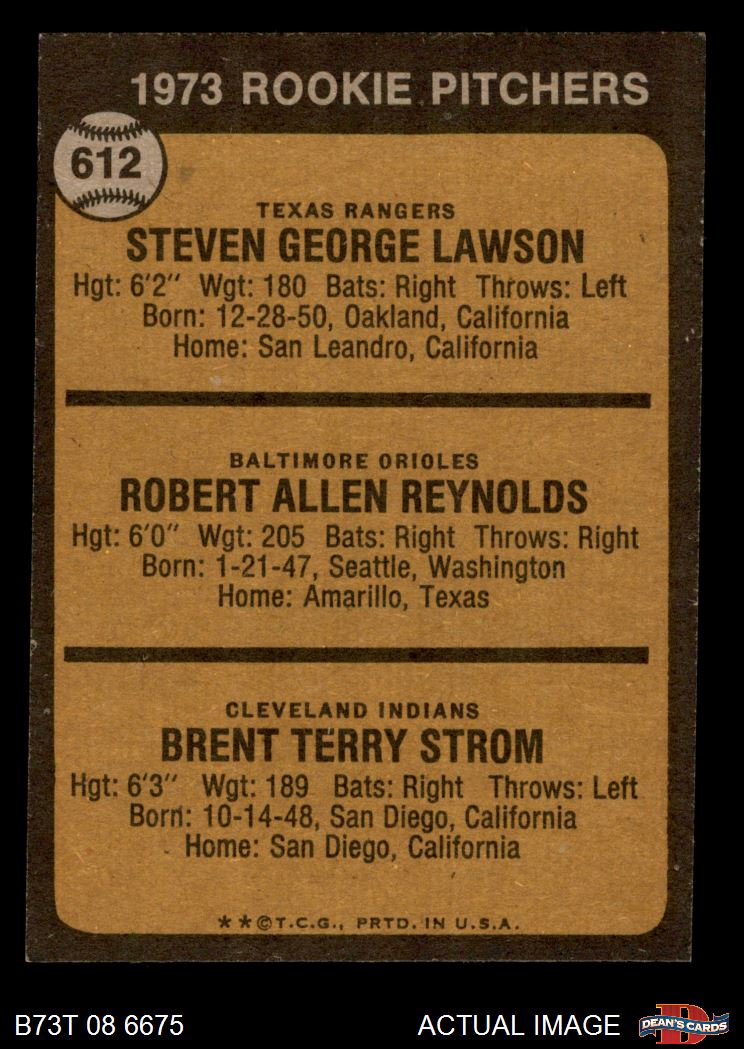 1973 ROOKIE PITCHERS
612
TEXAS RANGERS
STEVEN GEORGE LAWSON
Hgt: 6'2" Wgt: 180 Bats: Right Throws: Left
Born: 12-28-50, Oakland, California
Home: San Leandro, California
BALTIMORE ORIOLES
ROBERT ALLEN REYNOLDS
Hgt: 6'0" Wgt: 205 Bats: Right Throws: Right
Born: 1-21-47, Seattle, Washington
Home: Amarillo, Texas
CLEVELAND INDIANS
BRENT TERRY STROM
Hgt: 6'3" Wgt: 189 Bats: Right Throws: Left
Born: 10-14-48, San Diego, California
Home: San Diego, California
**©T.C.G., PRTD. IN U.S.A.
B73T 08 6675 ACTUAL IMAGE
D
DEAN'S CARDS